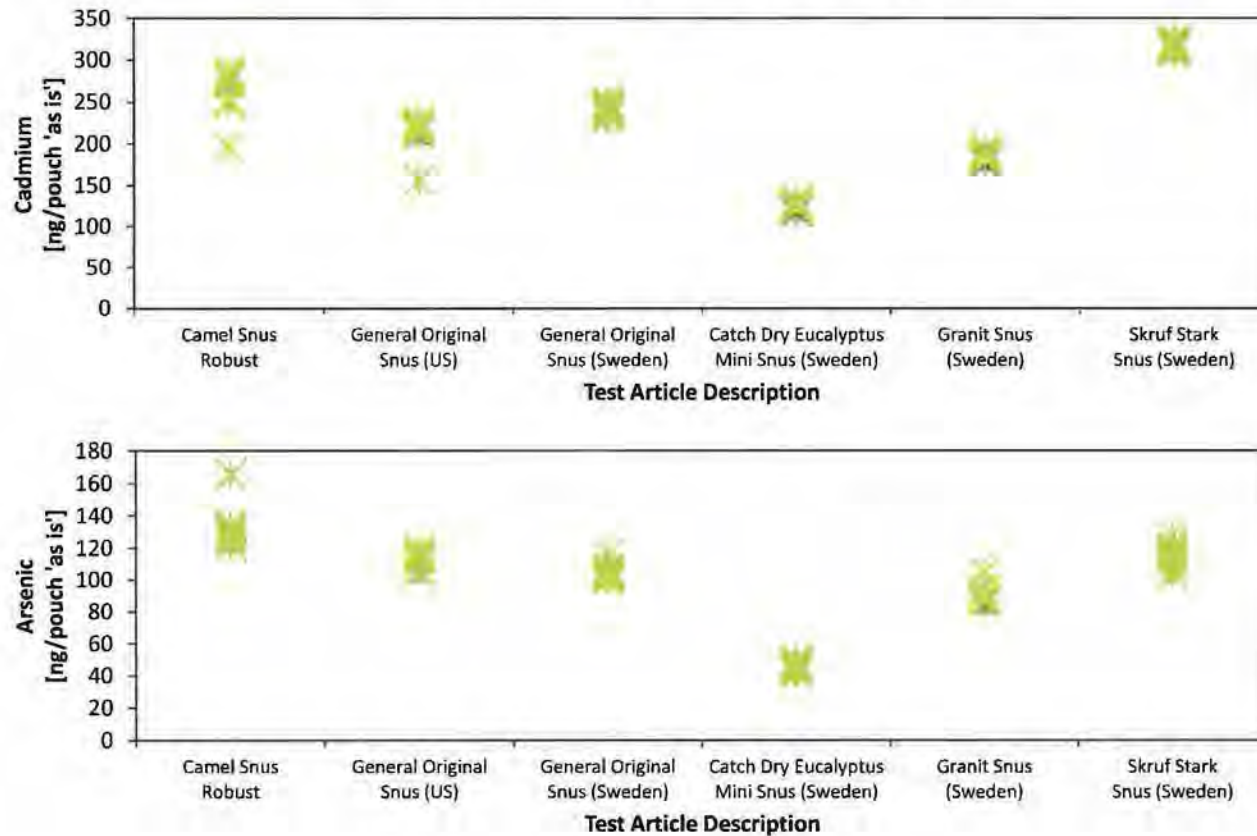 350
300
250
200
150
100
50
0
Cadmium
[ng/pouch 'as is']
Camel Snus
Robust
General Original
Snus (US)
General Original
Snus (Sweden)
Catch Dry Eucalyptus
Mini Snus (Sweden)
Granit Snus
(Sweden)
Skruf Stark
Snus (Sweden)
Test Article Description
180
160
140
120
100
80
60
40
20
0
Arsenic
[ng/pouch 'as is']
Camel Snus
Robust
General Original
Snus (US)
General Original
Snus (Sweden)
Catch Dry Eucalyptus
Mini Snus (Sweden)
Granit Snus
(Sweden)
Skruf Stark
Snus (Sweden)
Test Article Description